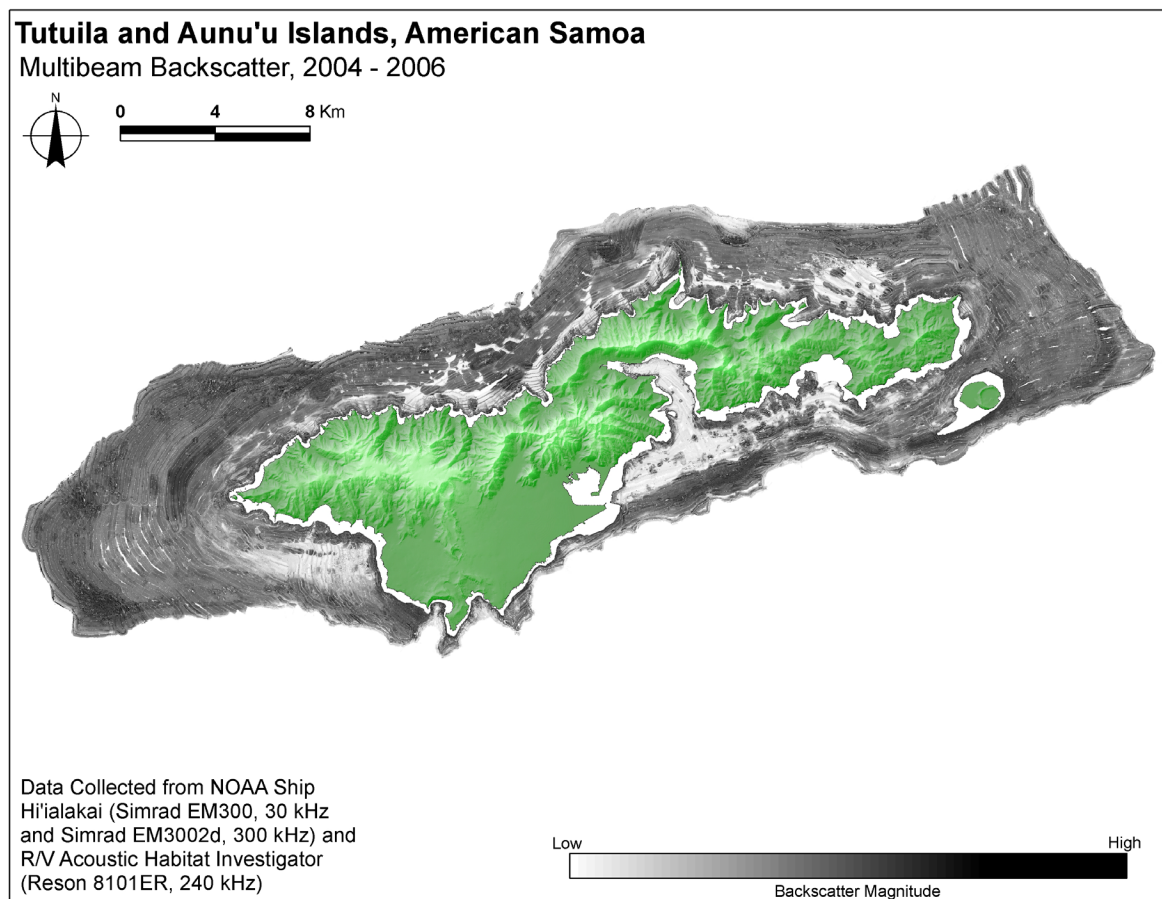 Tutuila and Aunu'u Islands, American Samoa
Multibeam Backscatter, 2004 - 2006
N
0 4 8 Km
Data Collected from NOAA Ship
Hi'ialakai (Simrad EM300, 30 kHz
and Simrad EM3002d, 300 kHz) and
R/V Acoustic Habitat Investigator
(Reson 8101ER, 240 kHz)
Low High
Backscatter Magnitude